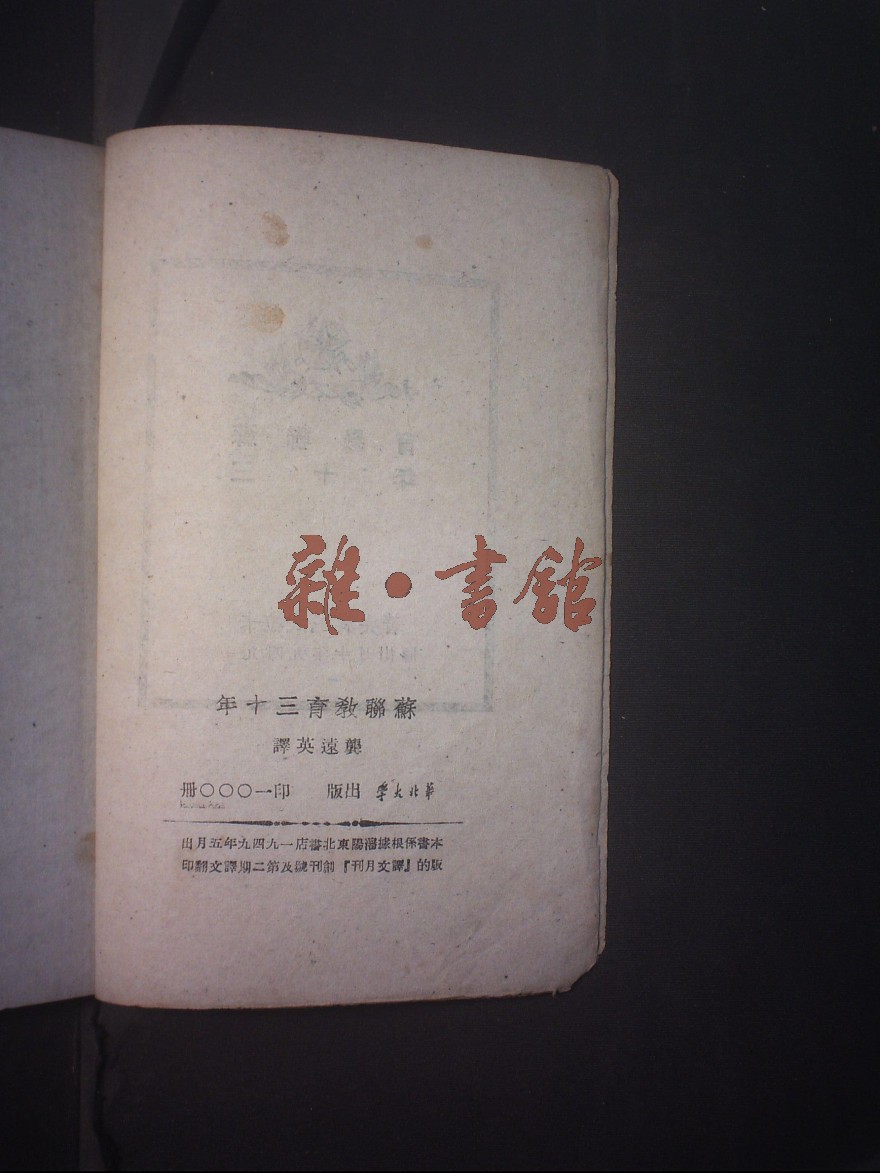 雜·書舘
蘇聯教育三十年
龔遠英譯
華北大學 出版 印一〇〇〇册
本書係根據瀋陽東北書店一九四九年五月出
版的『譯文月刊』創刊號及第二期譯文翻印